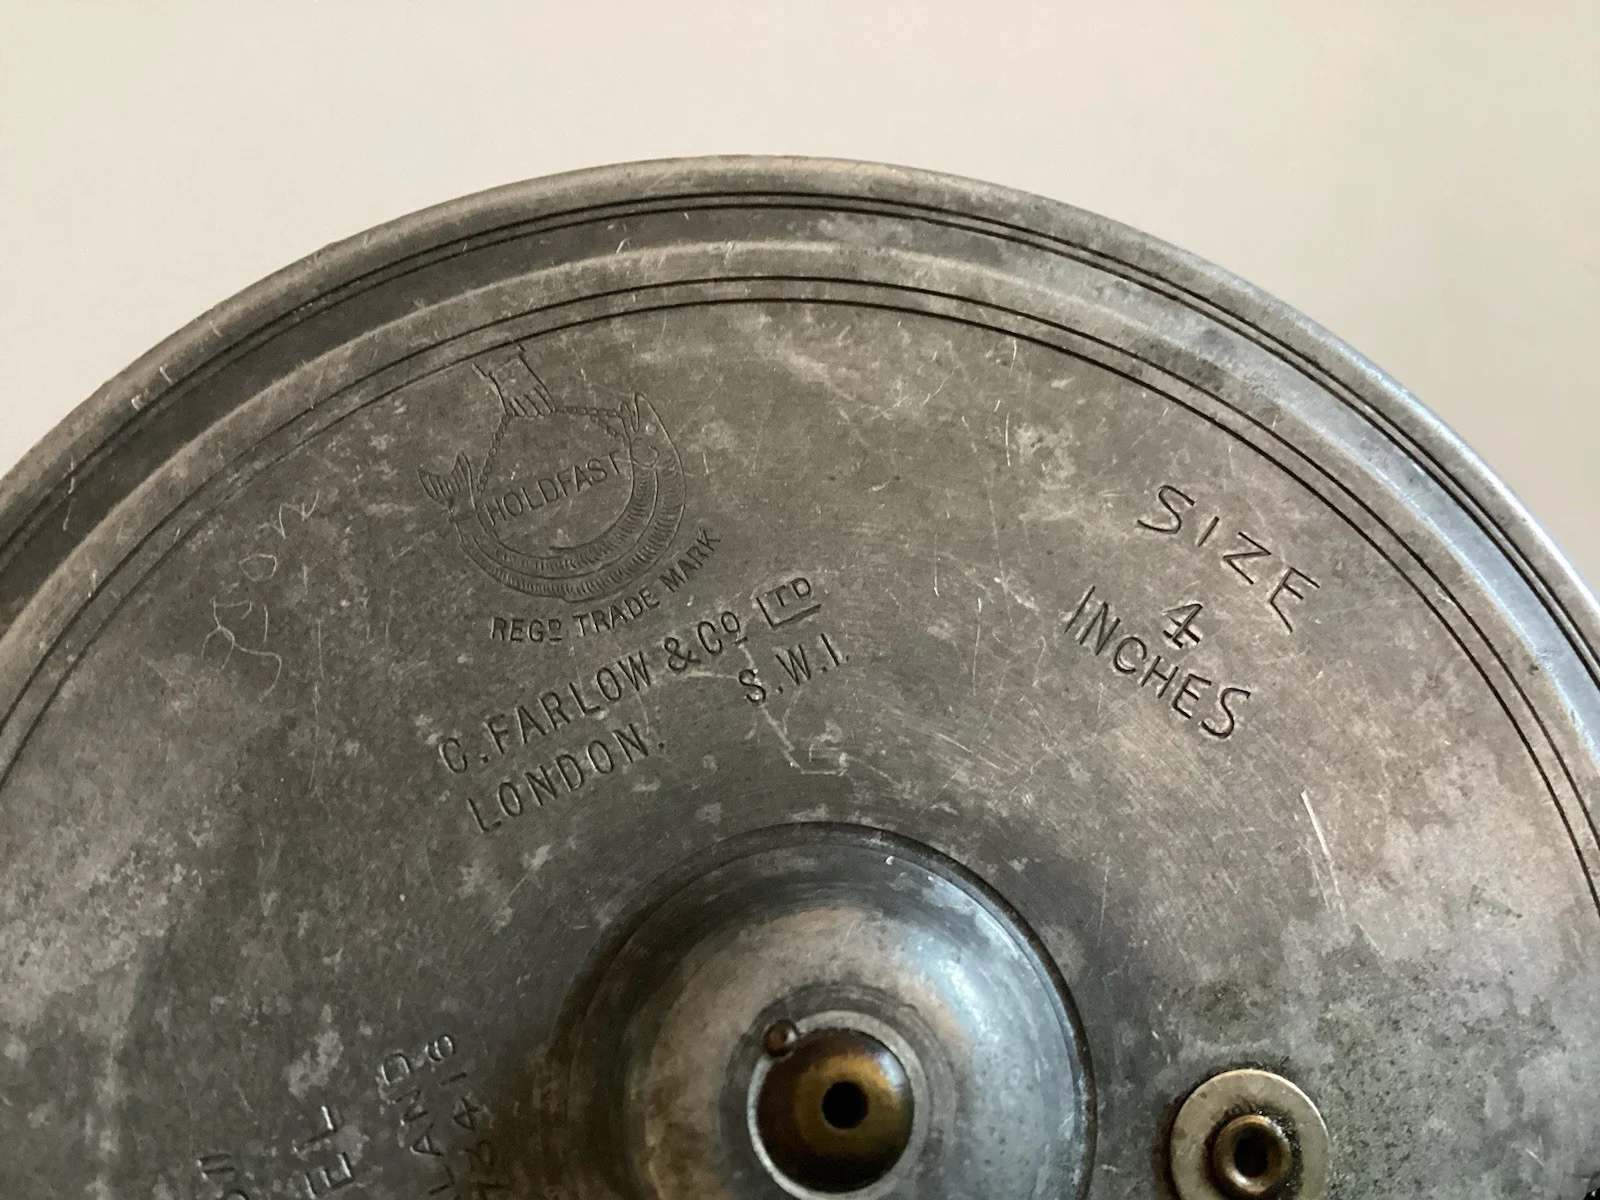 HOLDFAST
REGD TRADE MARK
C. FARLOW & CO LTD
LONDON. S.W.1.
SIZE
4
INCHES